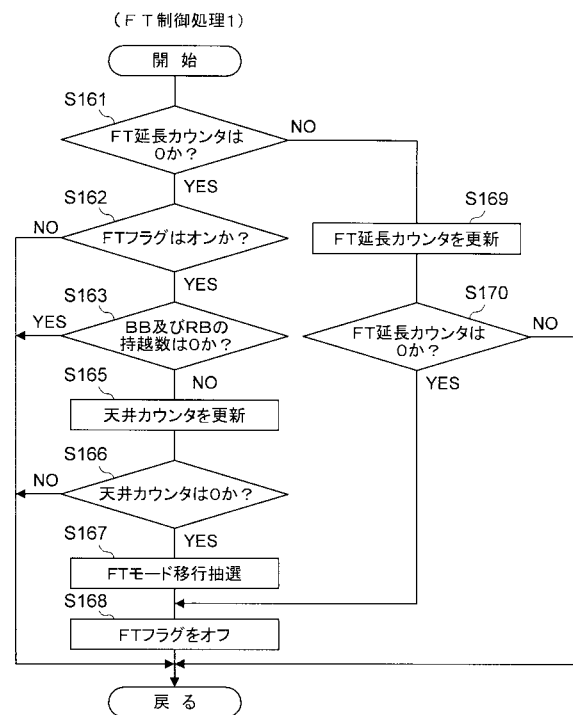 (FT制御処理1)
開始
S161
FT延長カウンタは
0か?
NO
YES
S162
NO
FTフラグはオンか?
YES
S169
FT延長カウンタを更新
S163
YES
BB及びRBの
持越数は0か?
NO
S170
FT延長カウンタは
0か?
NO
YES
S165
天井カウンタを更新
S166
NO
天井カウンタは0か?
YES
S167
FTモード移行抽選
S168
FTフラグをオフ
戻る